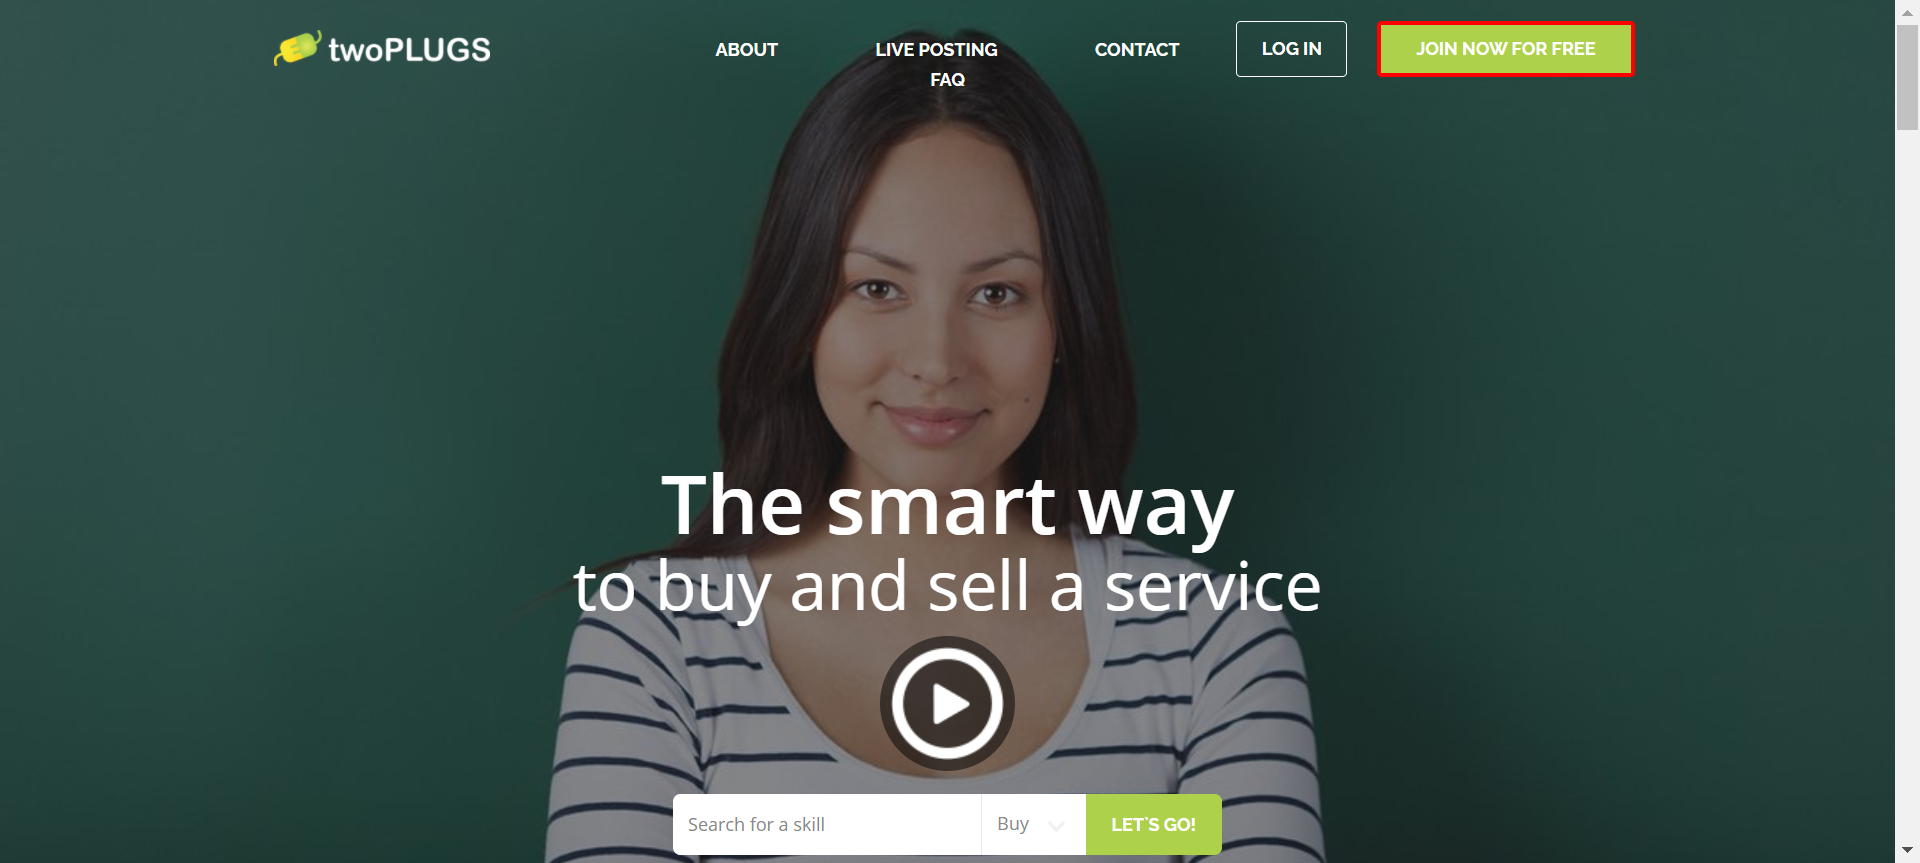 twoPLUGS
ABOUT
LIVE POSTING
CONTACT
FAQ
LOG IN
JOIN NOW FOR FREE
The smart way
to buy and sell a service
Search for a skill
Buy
LET`S GO!